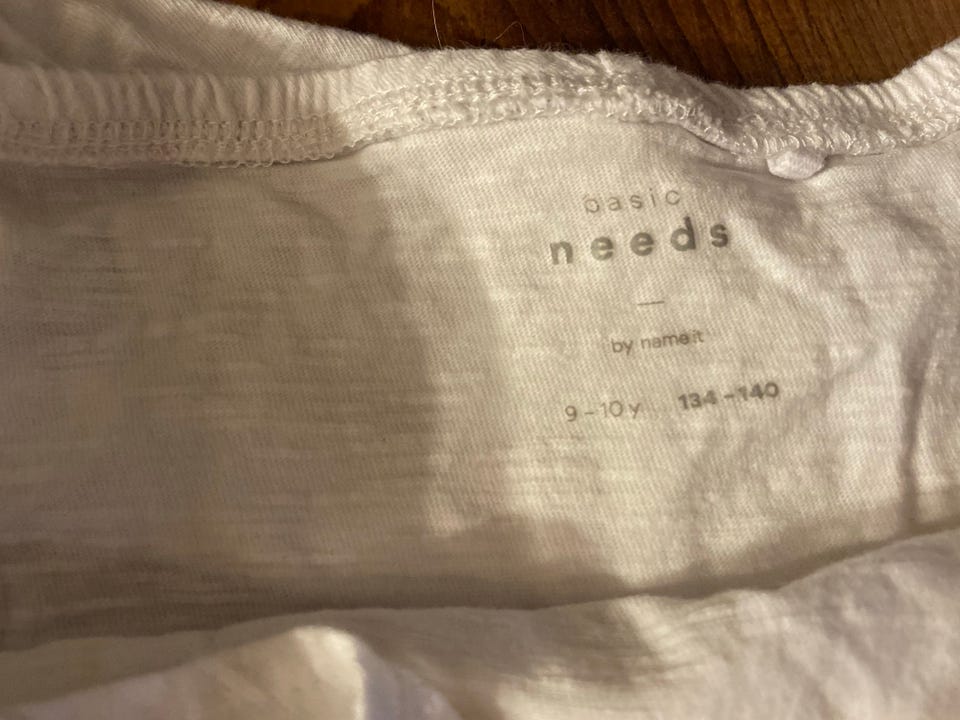 basic
needs
by name it
9-10 y 134-140